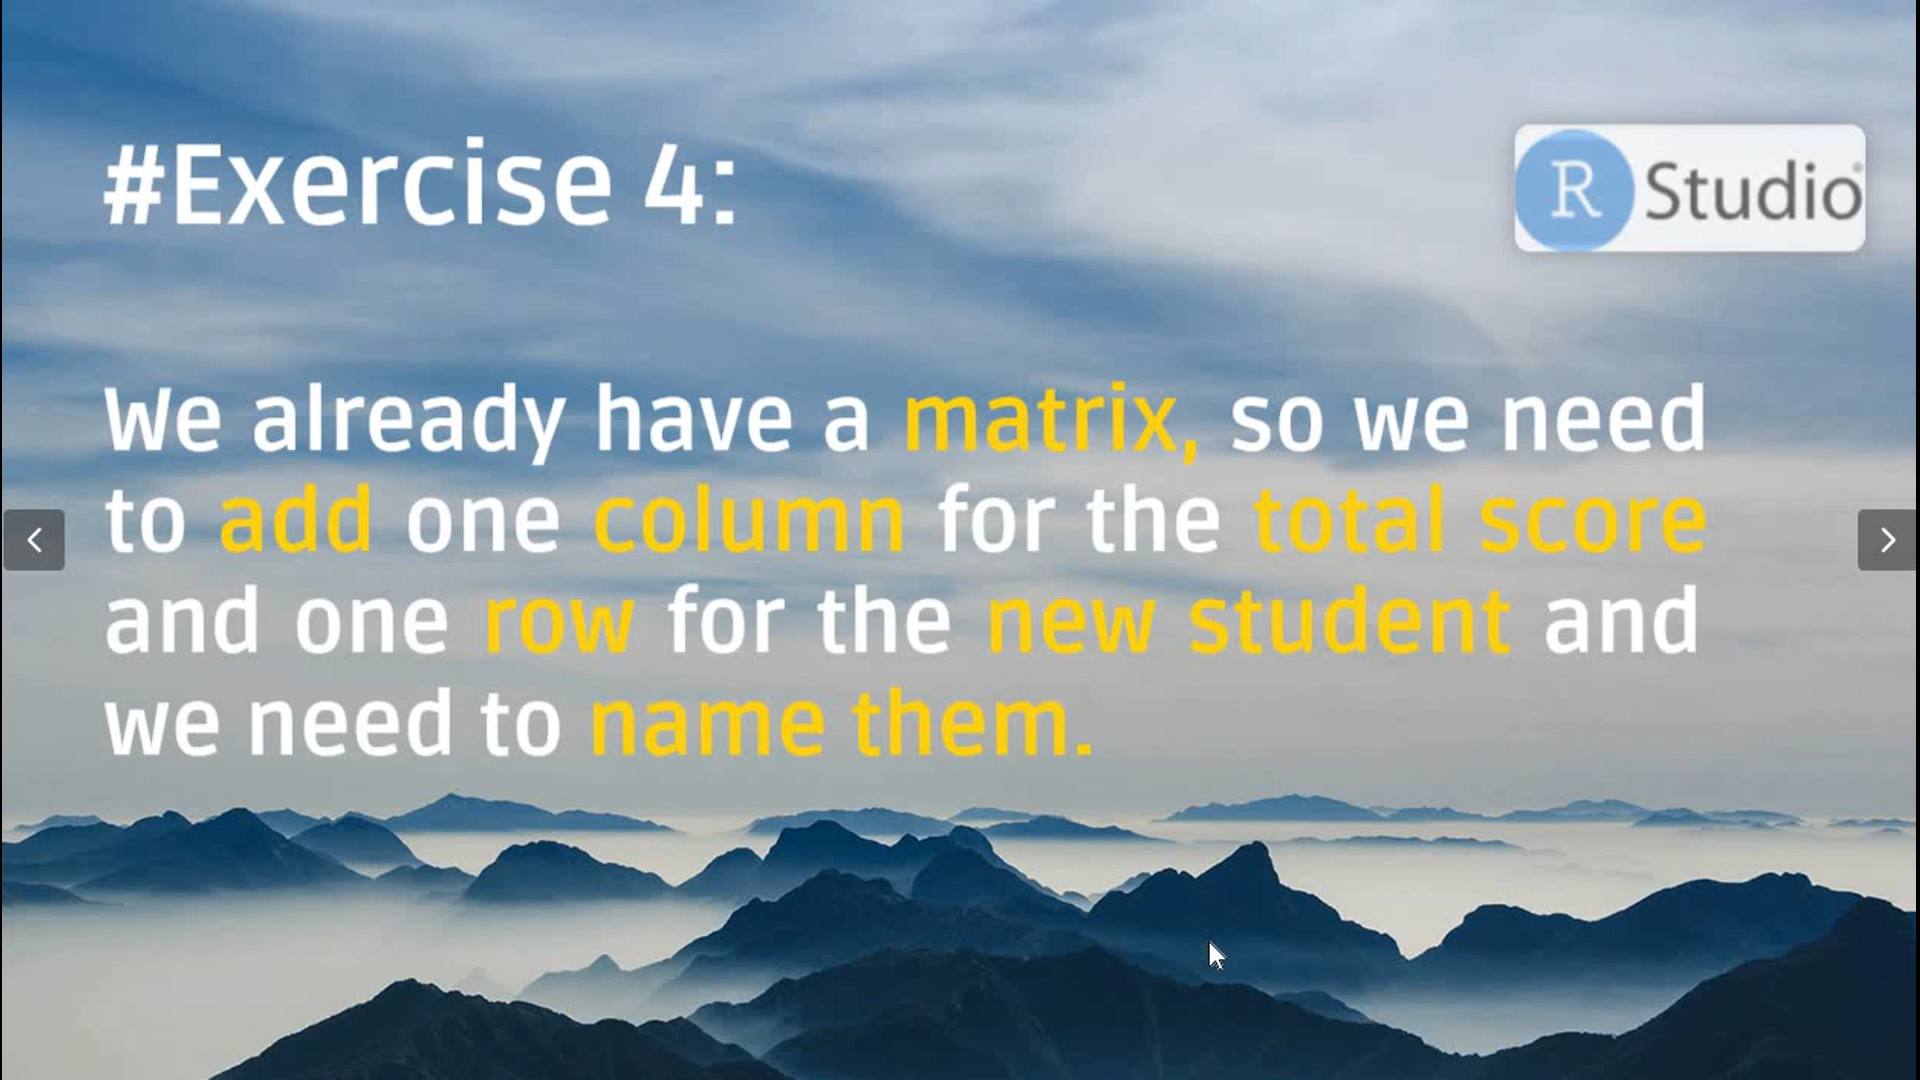 #Exercise 4:
R Studio
We already have a matrix, so we need
to add one column for the total score
and one row for the new student and
we need to name them.